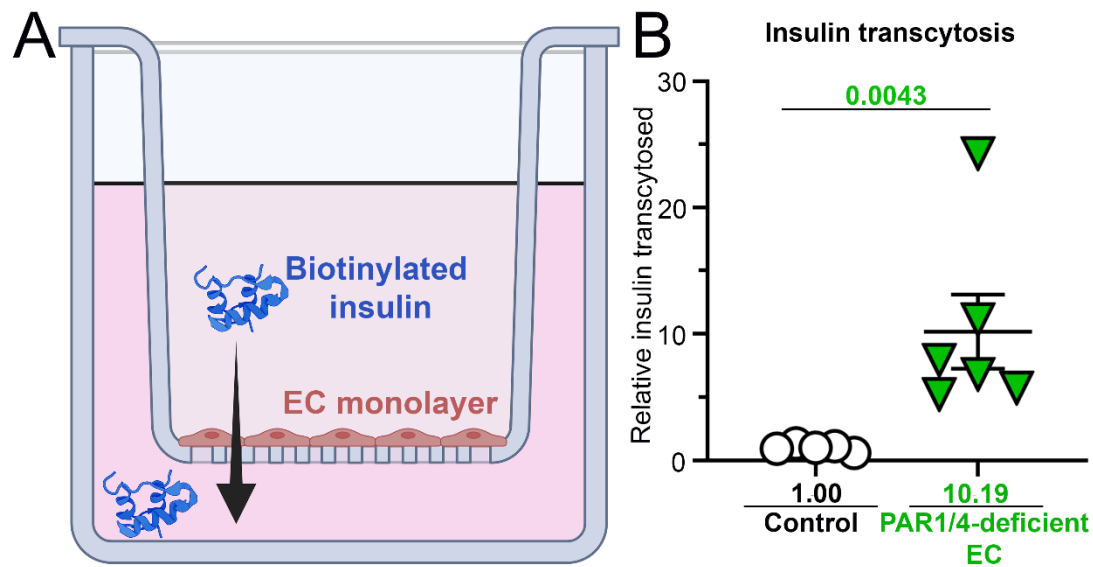 A
Biotinylated
insulin
EC monolayer
B
Insulin transcytosis
Relative insulin transcytosed
30
20
10
0
0.0043
1.00
10.19
Control
PAR1/4-deficient
EC